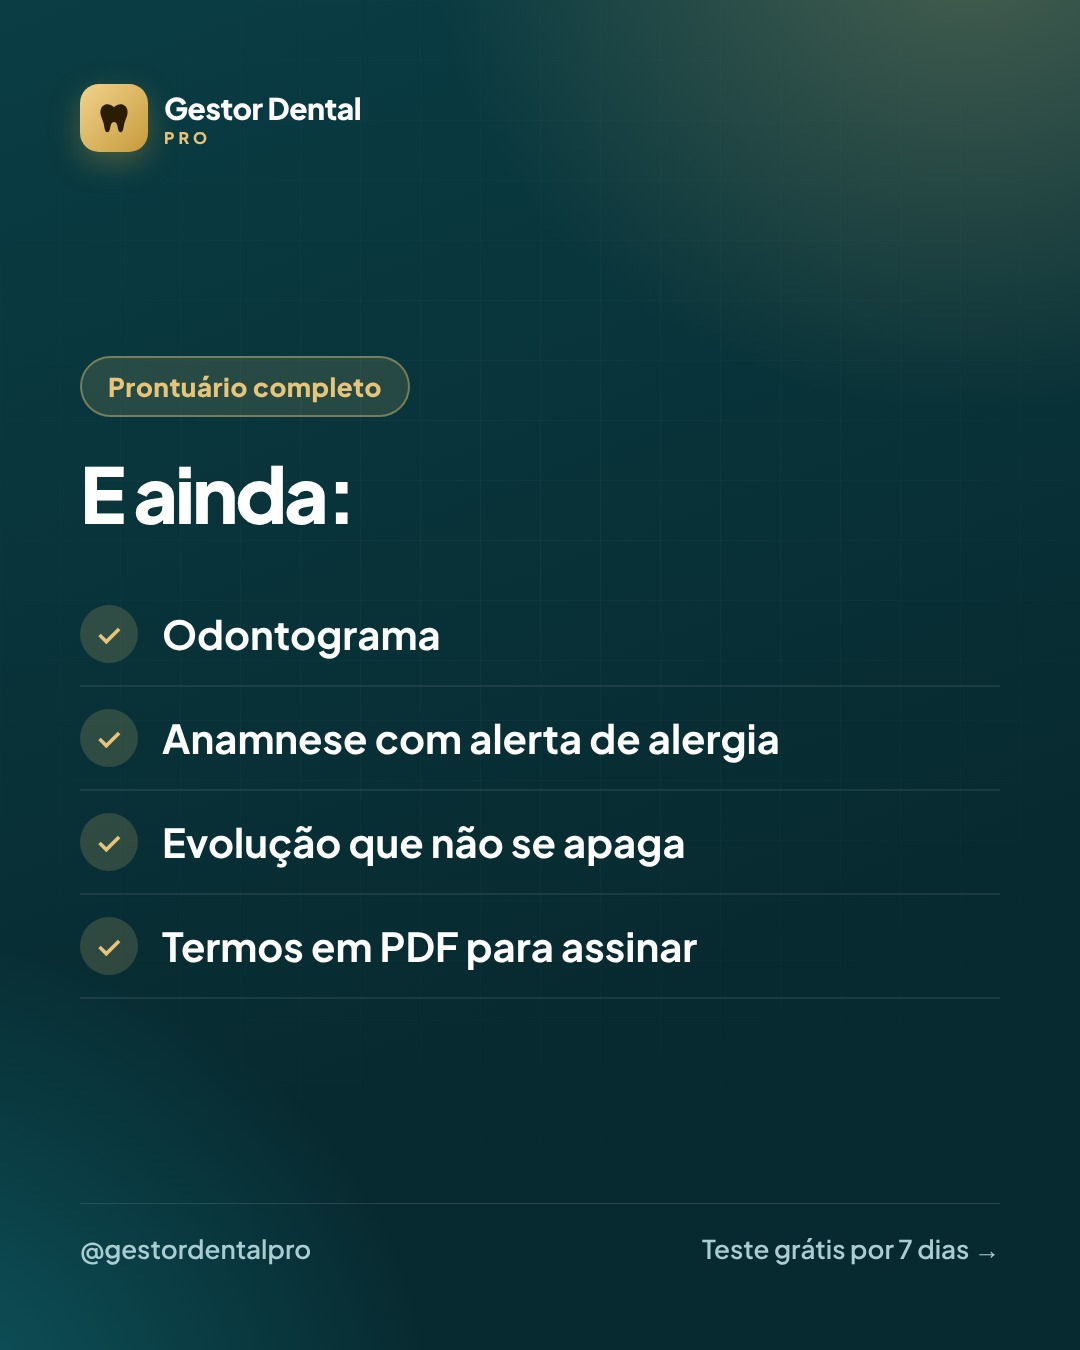 Gestor Dental
PRO
Prontuário completo
E ainda:
Odontograma
Anamnese com alerta de alergia
Evolução que não se apaga
Termos em PDF para assinar
@gestordentalpro
Teste grátis por 7 dias →